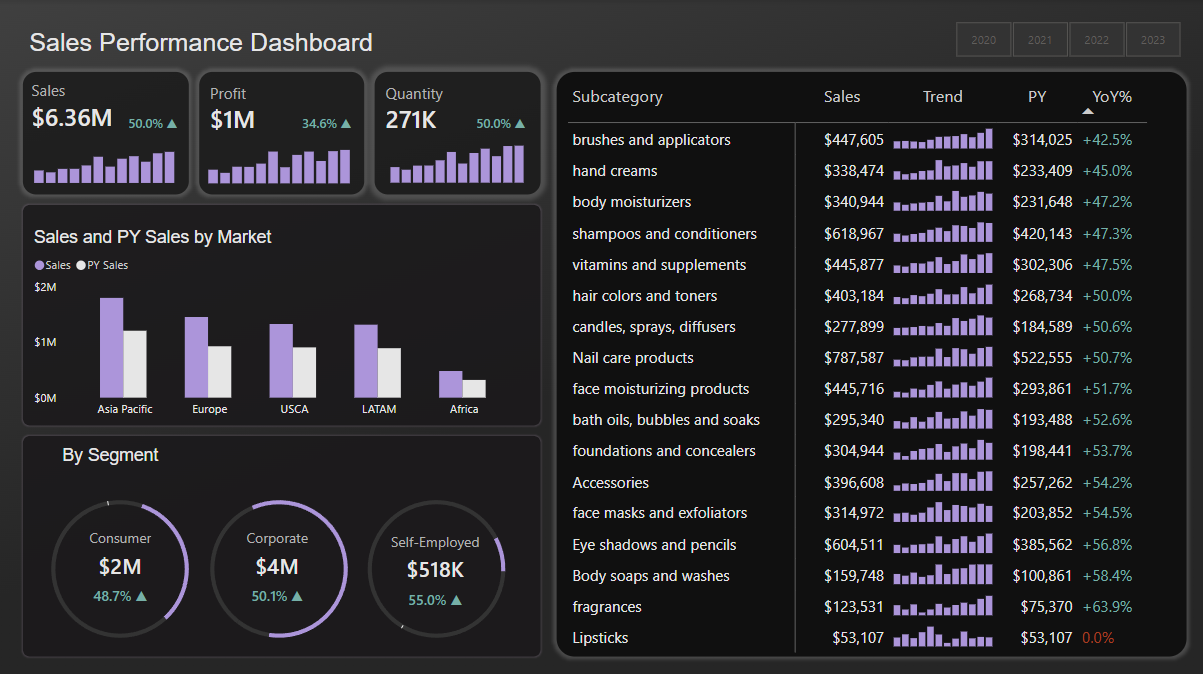 Sales Performance Dashboard
2020 2021 2022 2023
Sales
$6.36M 50.0% ▲
Profit
$1M 34.6% ▲
Quantity
271K 50.0% ▲
Sales and PY Sales by Market
Sales PY Sales
$2M
$1M
$0M
Asia Pacific Europe USCA LATAM Africa
By Segment
Consumer
$2M
48.7% ▲
Corporate
$4M
50.1% ▲
Self-Employed
$518K
55.0% ▲
Subcategory Sales Trend PY YoY%
brushes and applicators $447,605 $314,025 +42.5%
hand creams $338,474 $233,409 +45.0%
body moisturizers $340,944 $231,648 +47.2%
shampoos and conditioners $618,967 $420,143 +47.3%
vitamins and supplements $445,877 $302,306 +47.5%
hair colors and toners $403,184 $268,734 +50.0%
candles, sprays, diffusers $277,899 $184,589 +50.6%
Nail care products $787,587 $522,555 +50.7%
face moisturizing products $445,716 $293,861 +51.7%
bath oils, bubbles and soaks $295,340 $193,488 +52.6%
foundations and concealers $304,944 $198,441 +53.7%
Accessories $396,608 $257,262 +54.2%
face masks and exfoliators $314,972 $203,852 +54.5%
Eye shadows and pencils $604,511 $385,562 +56.8%
Body soaps and washes $159,748 $100,861 +58.4%
fragrances $123,531 $75,370 +63.9%
Lipsticks $53,107 $53,107 0.0%